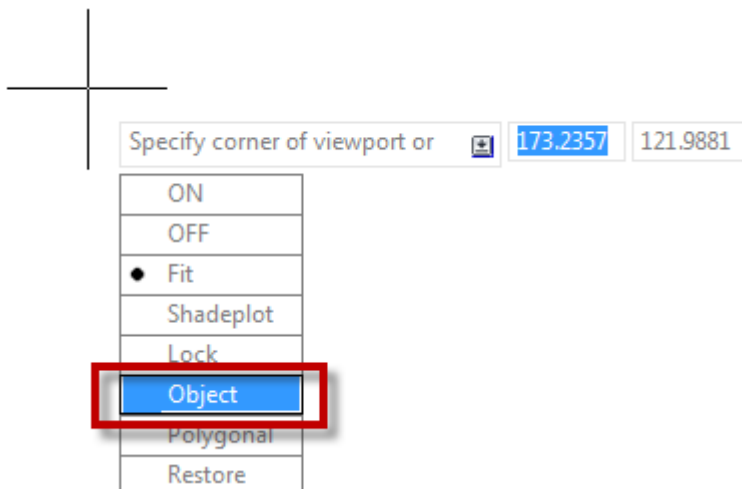 Specify corner of viewport or 173.2357 121.9881
ON
OFF
Fit
Shadeplot
Lock
Object
Polygonal
Restore